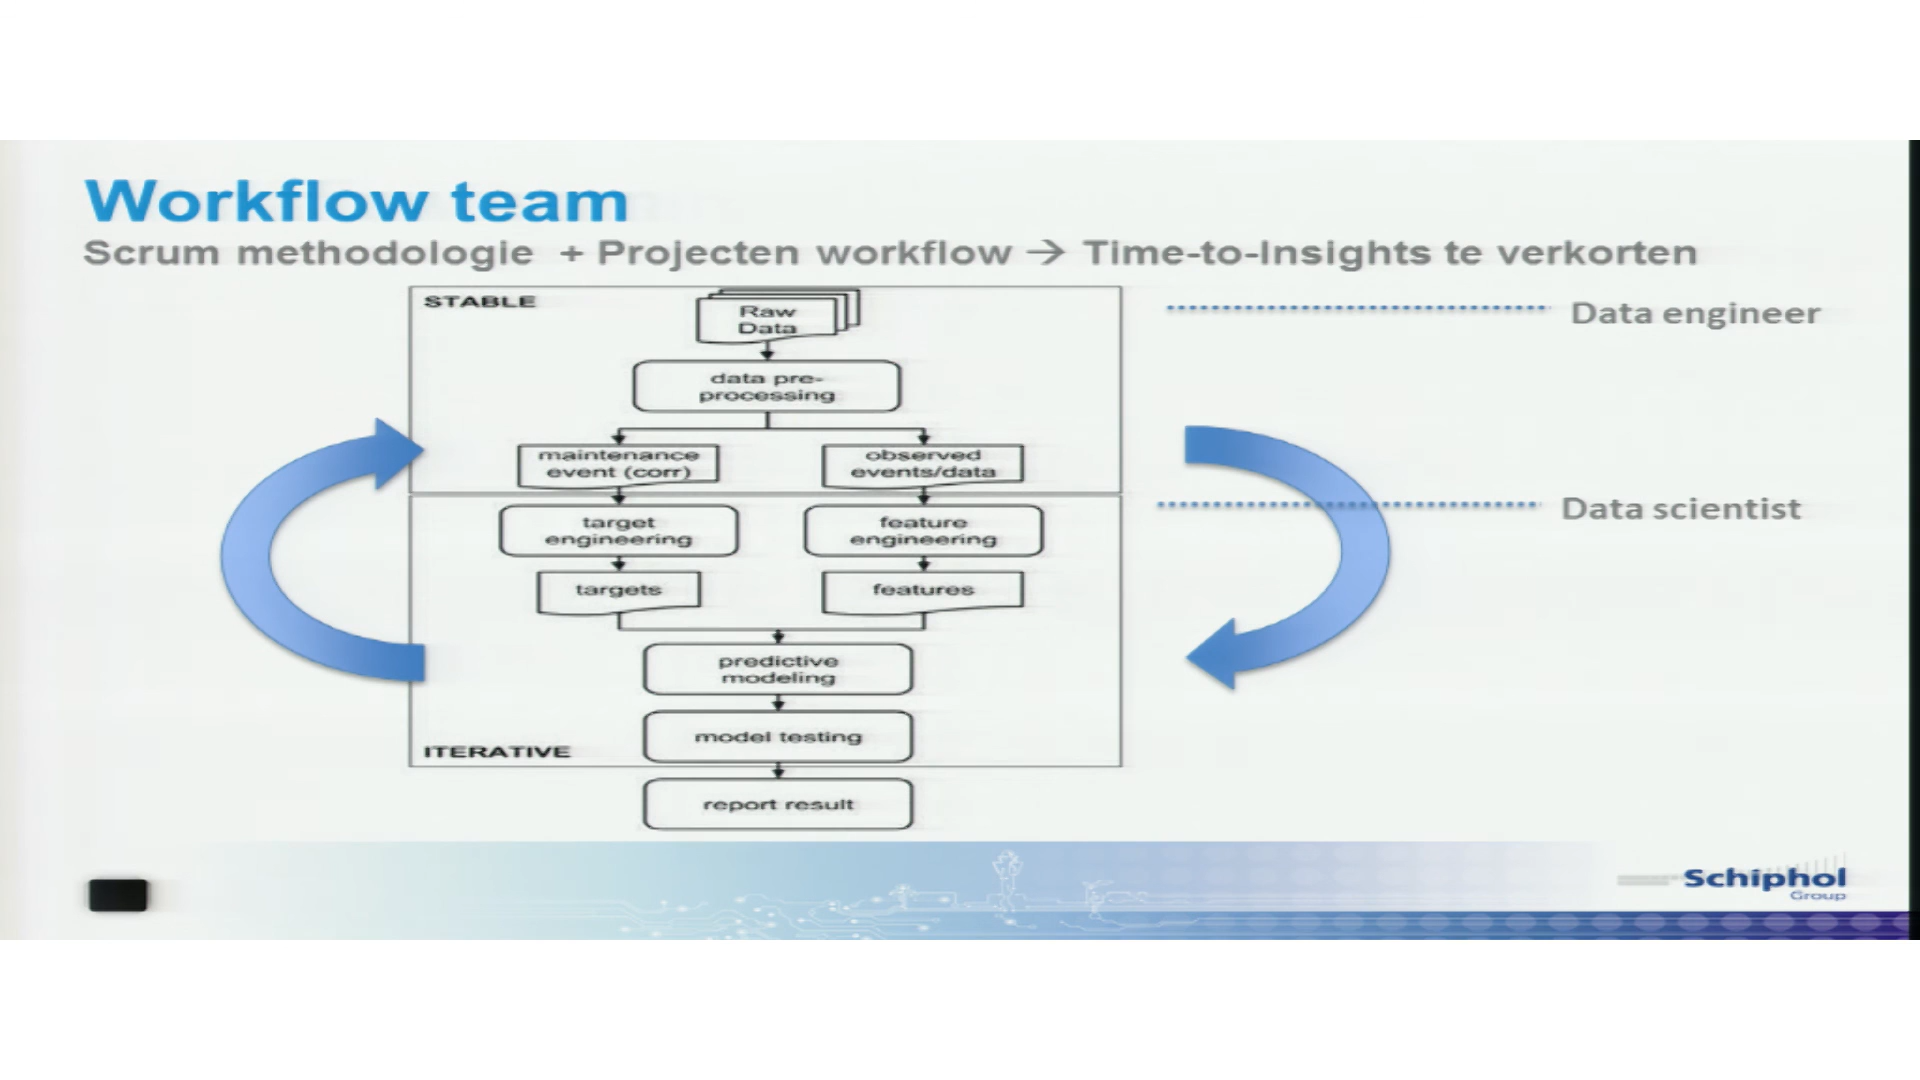 Workflow team
Scrum methodologie + Projecten workflow → Time-to-Insights te verkorten
STABLE
Raw
Data
Data engineer
data pre-
processing
maintenance
event (corr)
observed
events/data
target
engineering
feature
engineering
Data scientist
targets
features
predictive
modeling
model testing
ITERATIVE
report result
Schiphol
Group